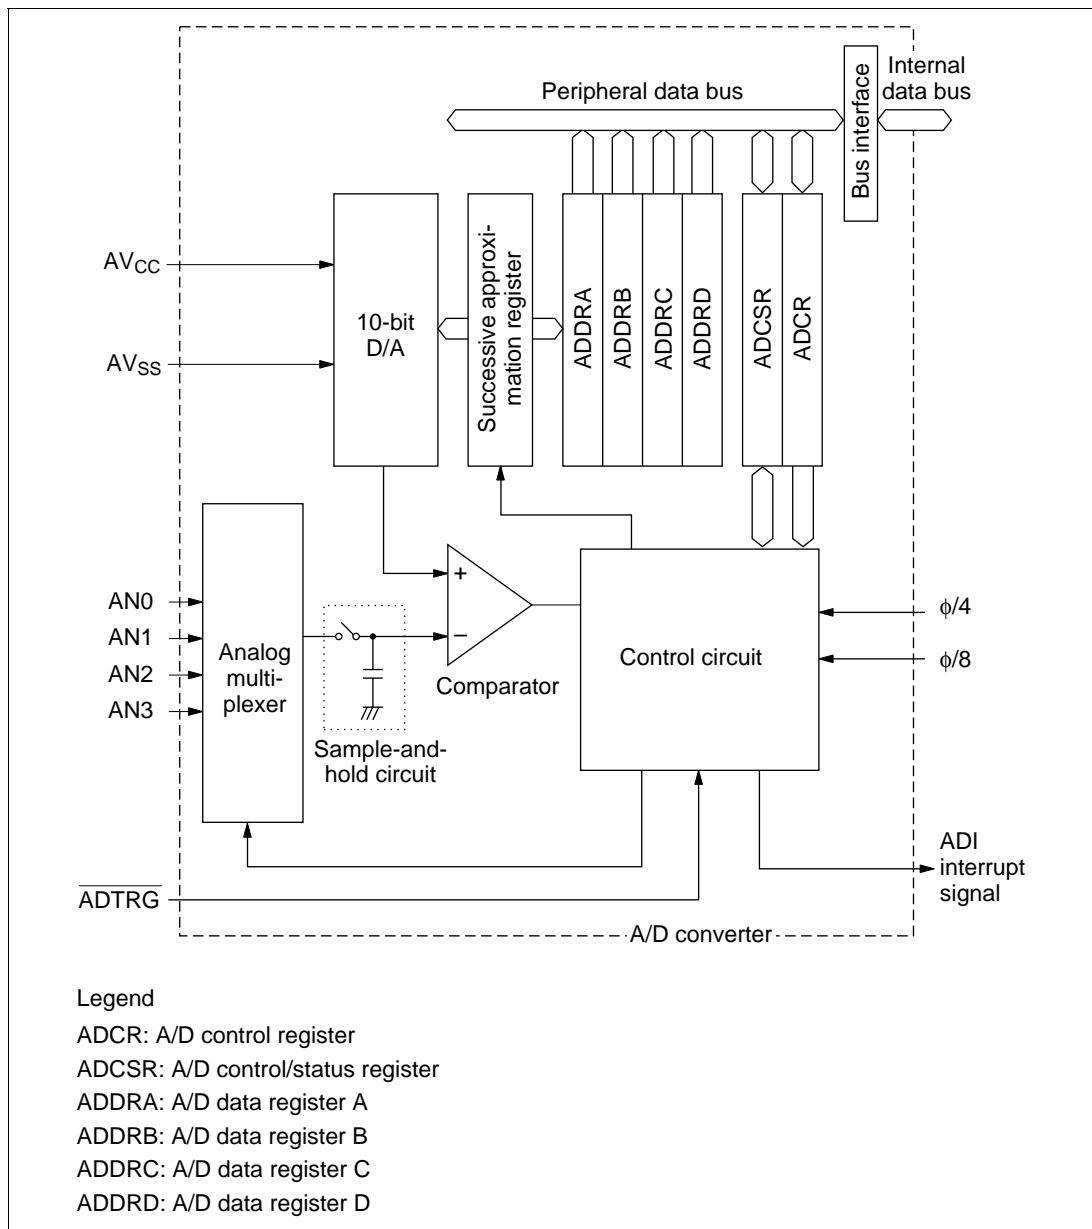 Peripheral data bus
Internal
data bus
Bus interface
AVCC
AVSS
10-bit
D/A
Successive approxi-
mation register
ADDRA
ADDRB
ADDRC
ADDRD
ADCSR
ADCR
AN0
AN1
AN2
AN3
Analog
multi-
plexer
+
−
Comparator
Sample-and-
hold circuit
Control circuit
ϕ/4
ϕ/8
ADTRG
ADI
interrupt
signal
A/D converter
Legend
ADCR: A/D control register
ADCSR: A/D control/status register
ADDRA: A/D data register A
ADDRB: A/D data register B
ADDRC: A/D data register C
ADDRD: A/D data register D